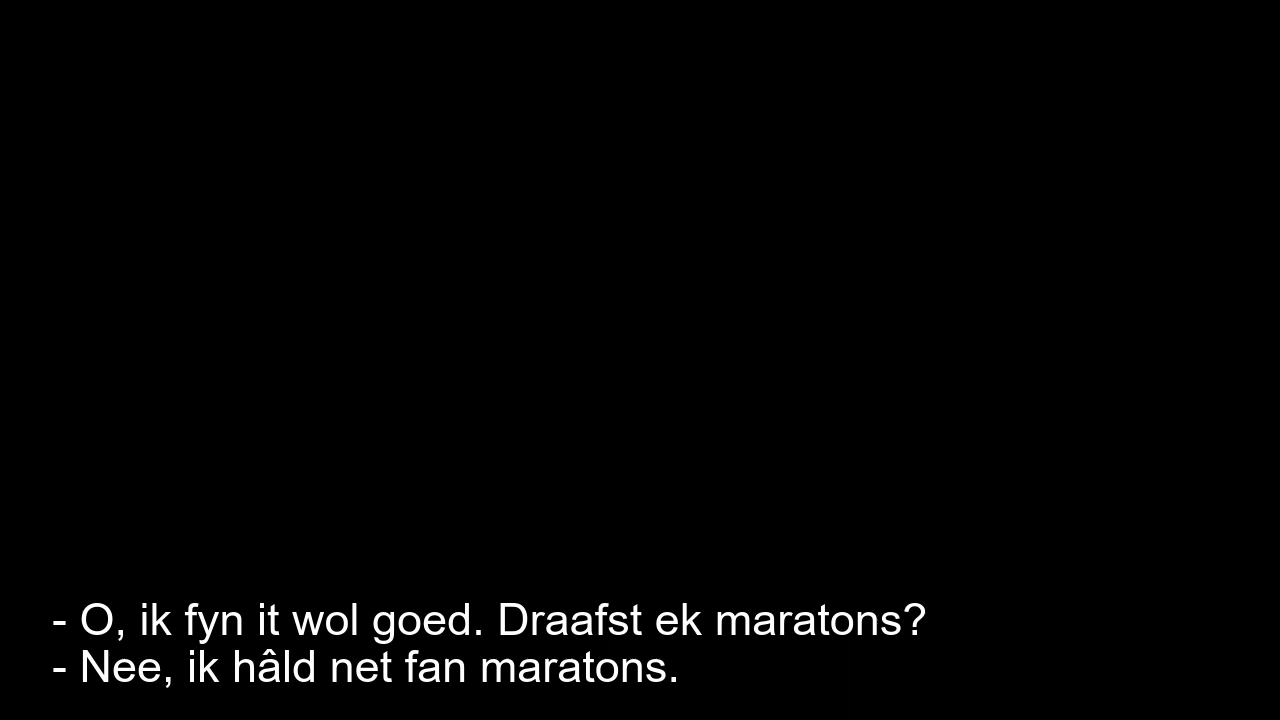 - O, ik fyn it wol goed. Draafst ek maratons?
- Nee, ik hâld net fan maratons.